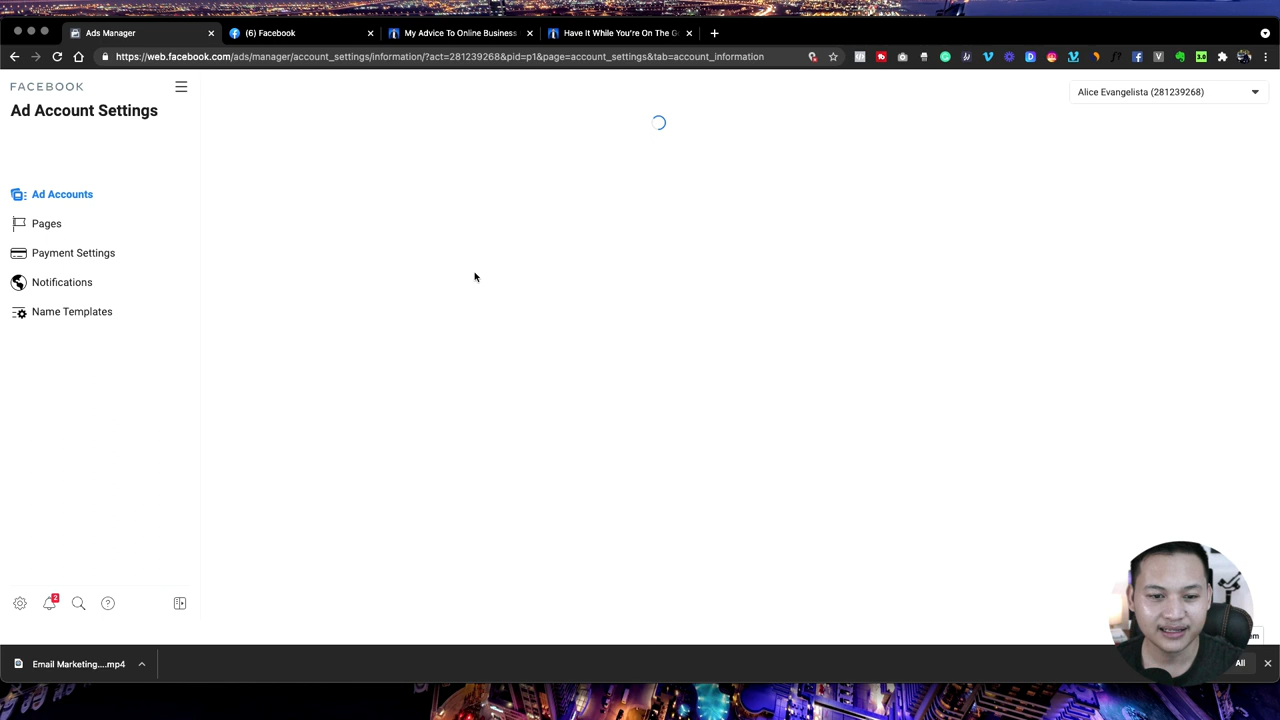 Ads Manager
(6) Facebook
My Advice To Online Business
Have It While You're On The G
https://web.facebook.com/ads/manager/account_settings/information/?act=281239268&pid=p1&page=account_settings&tab=account_information
FACEBOOK
Ad Account Settings
Alice Evangelista (281239268)
Ad Accounts
Pages
Payment Settings
Notifications
Name Templates
2
Email Marketing....mp4
All